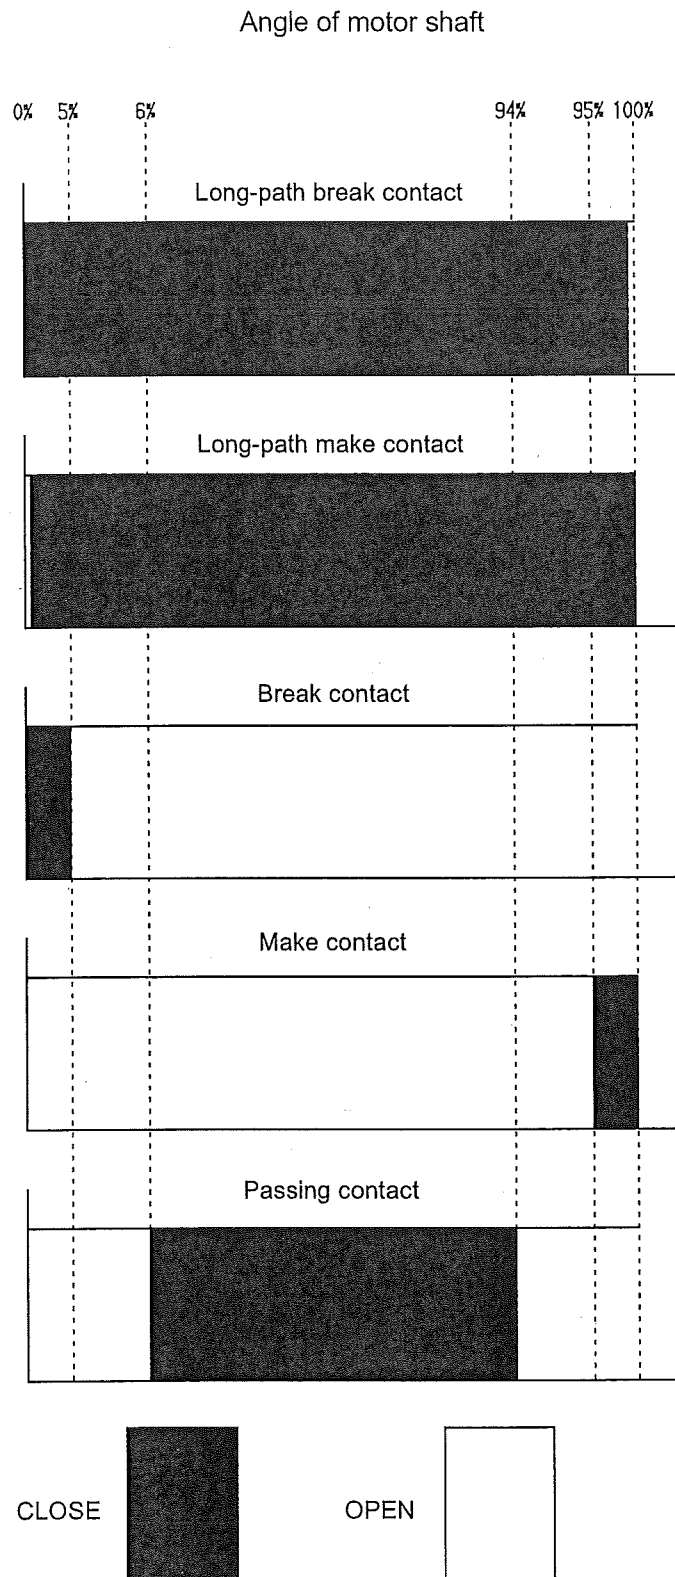 Angle of motor shaft
0% 5% 6% 94% 95% 100%
Long-path break contact
Long-path make contact
Break contact
Make contact
Passing contact
CLOSE OPEN